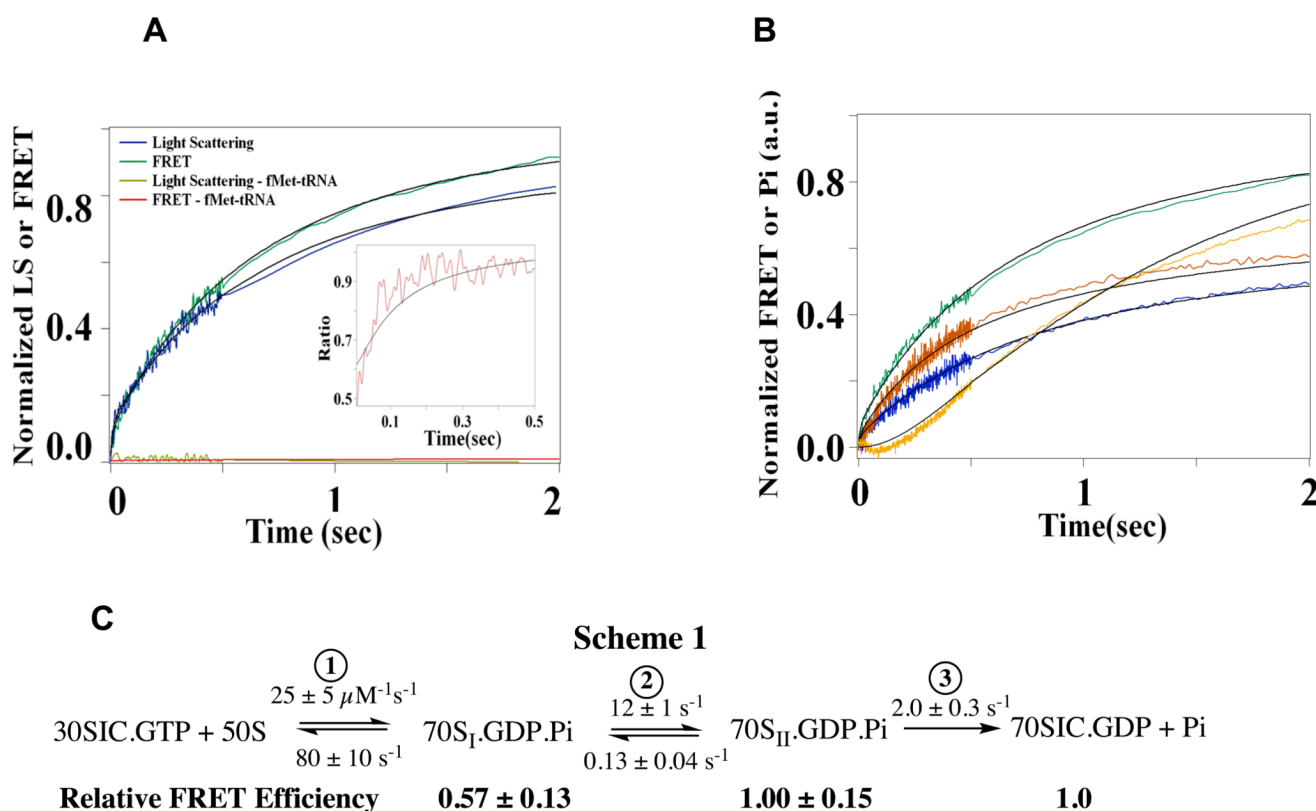 A
Normalized LS or FRET
0.8
0.4
0.0
Light Scattering
FRET
Light Scattering - fMet-tRNA
FRET - fMet-tRNA
Ratio
0.9
0.7
0.5
0.1 0.3 0.5
Time(sec)
0 1 2
Time (sec)
B
Normalized FRET or Pi (a.u.)
0.8
0.4
0.0
0 1 2
Time(sec)
C
Scheme 1
1 2 3
25 ± 5 μM⁻¹s⁻¹ 12 ± 1 s⁻¹ 2.0 ± 0.3 s⁻¹
30SIC.GTP + 50S 70S_I.GDP.Pi 70S_II.GDP.Pi 70SIC.GDP + Pi
80 ± 10 s⁻¹ 0.13 ± 0.04 s⁻¹
Relative FRET Efficiency 0.57 ± 0.13 1.00 ± 0.15 1.0